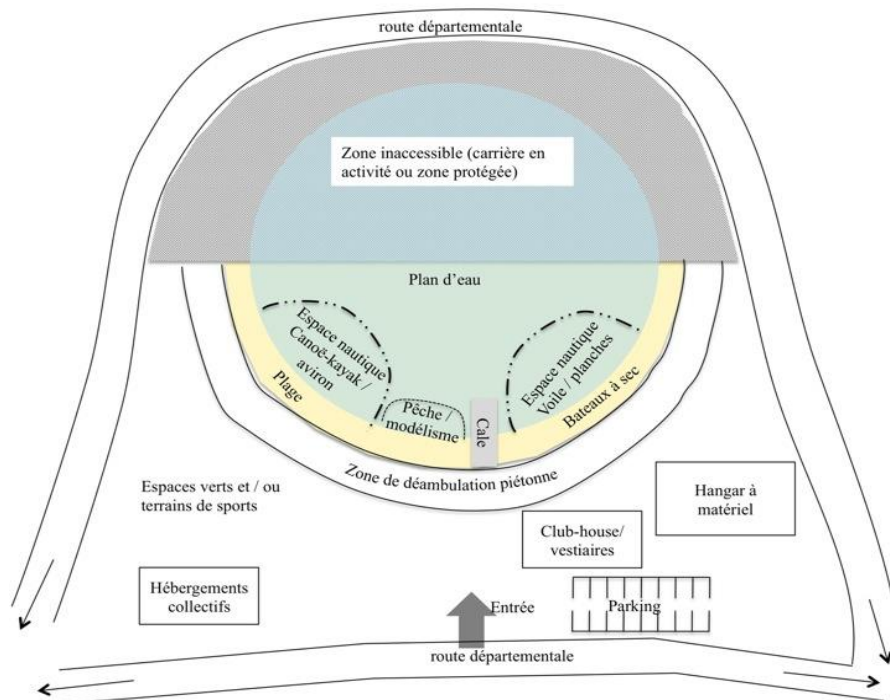 route départementale
Zone inaccessible (carrière en
activité ou zone protégée)
Plan d'eau
Espace nautique
Canoë-kayak /
aviron
Espace nautique
Voile / planches
Plage
Pêche /
modélisme
Cale
Bateaux à sec
Zone de déambulation piétonne
Espaces verts et / ou
terrains de sports
Hangar à
matériel
Club-house/
vestiaires
Hébergements
collectifs
Entrée
Parking
route départementale